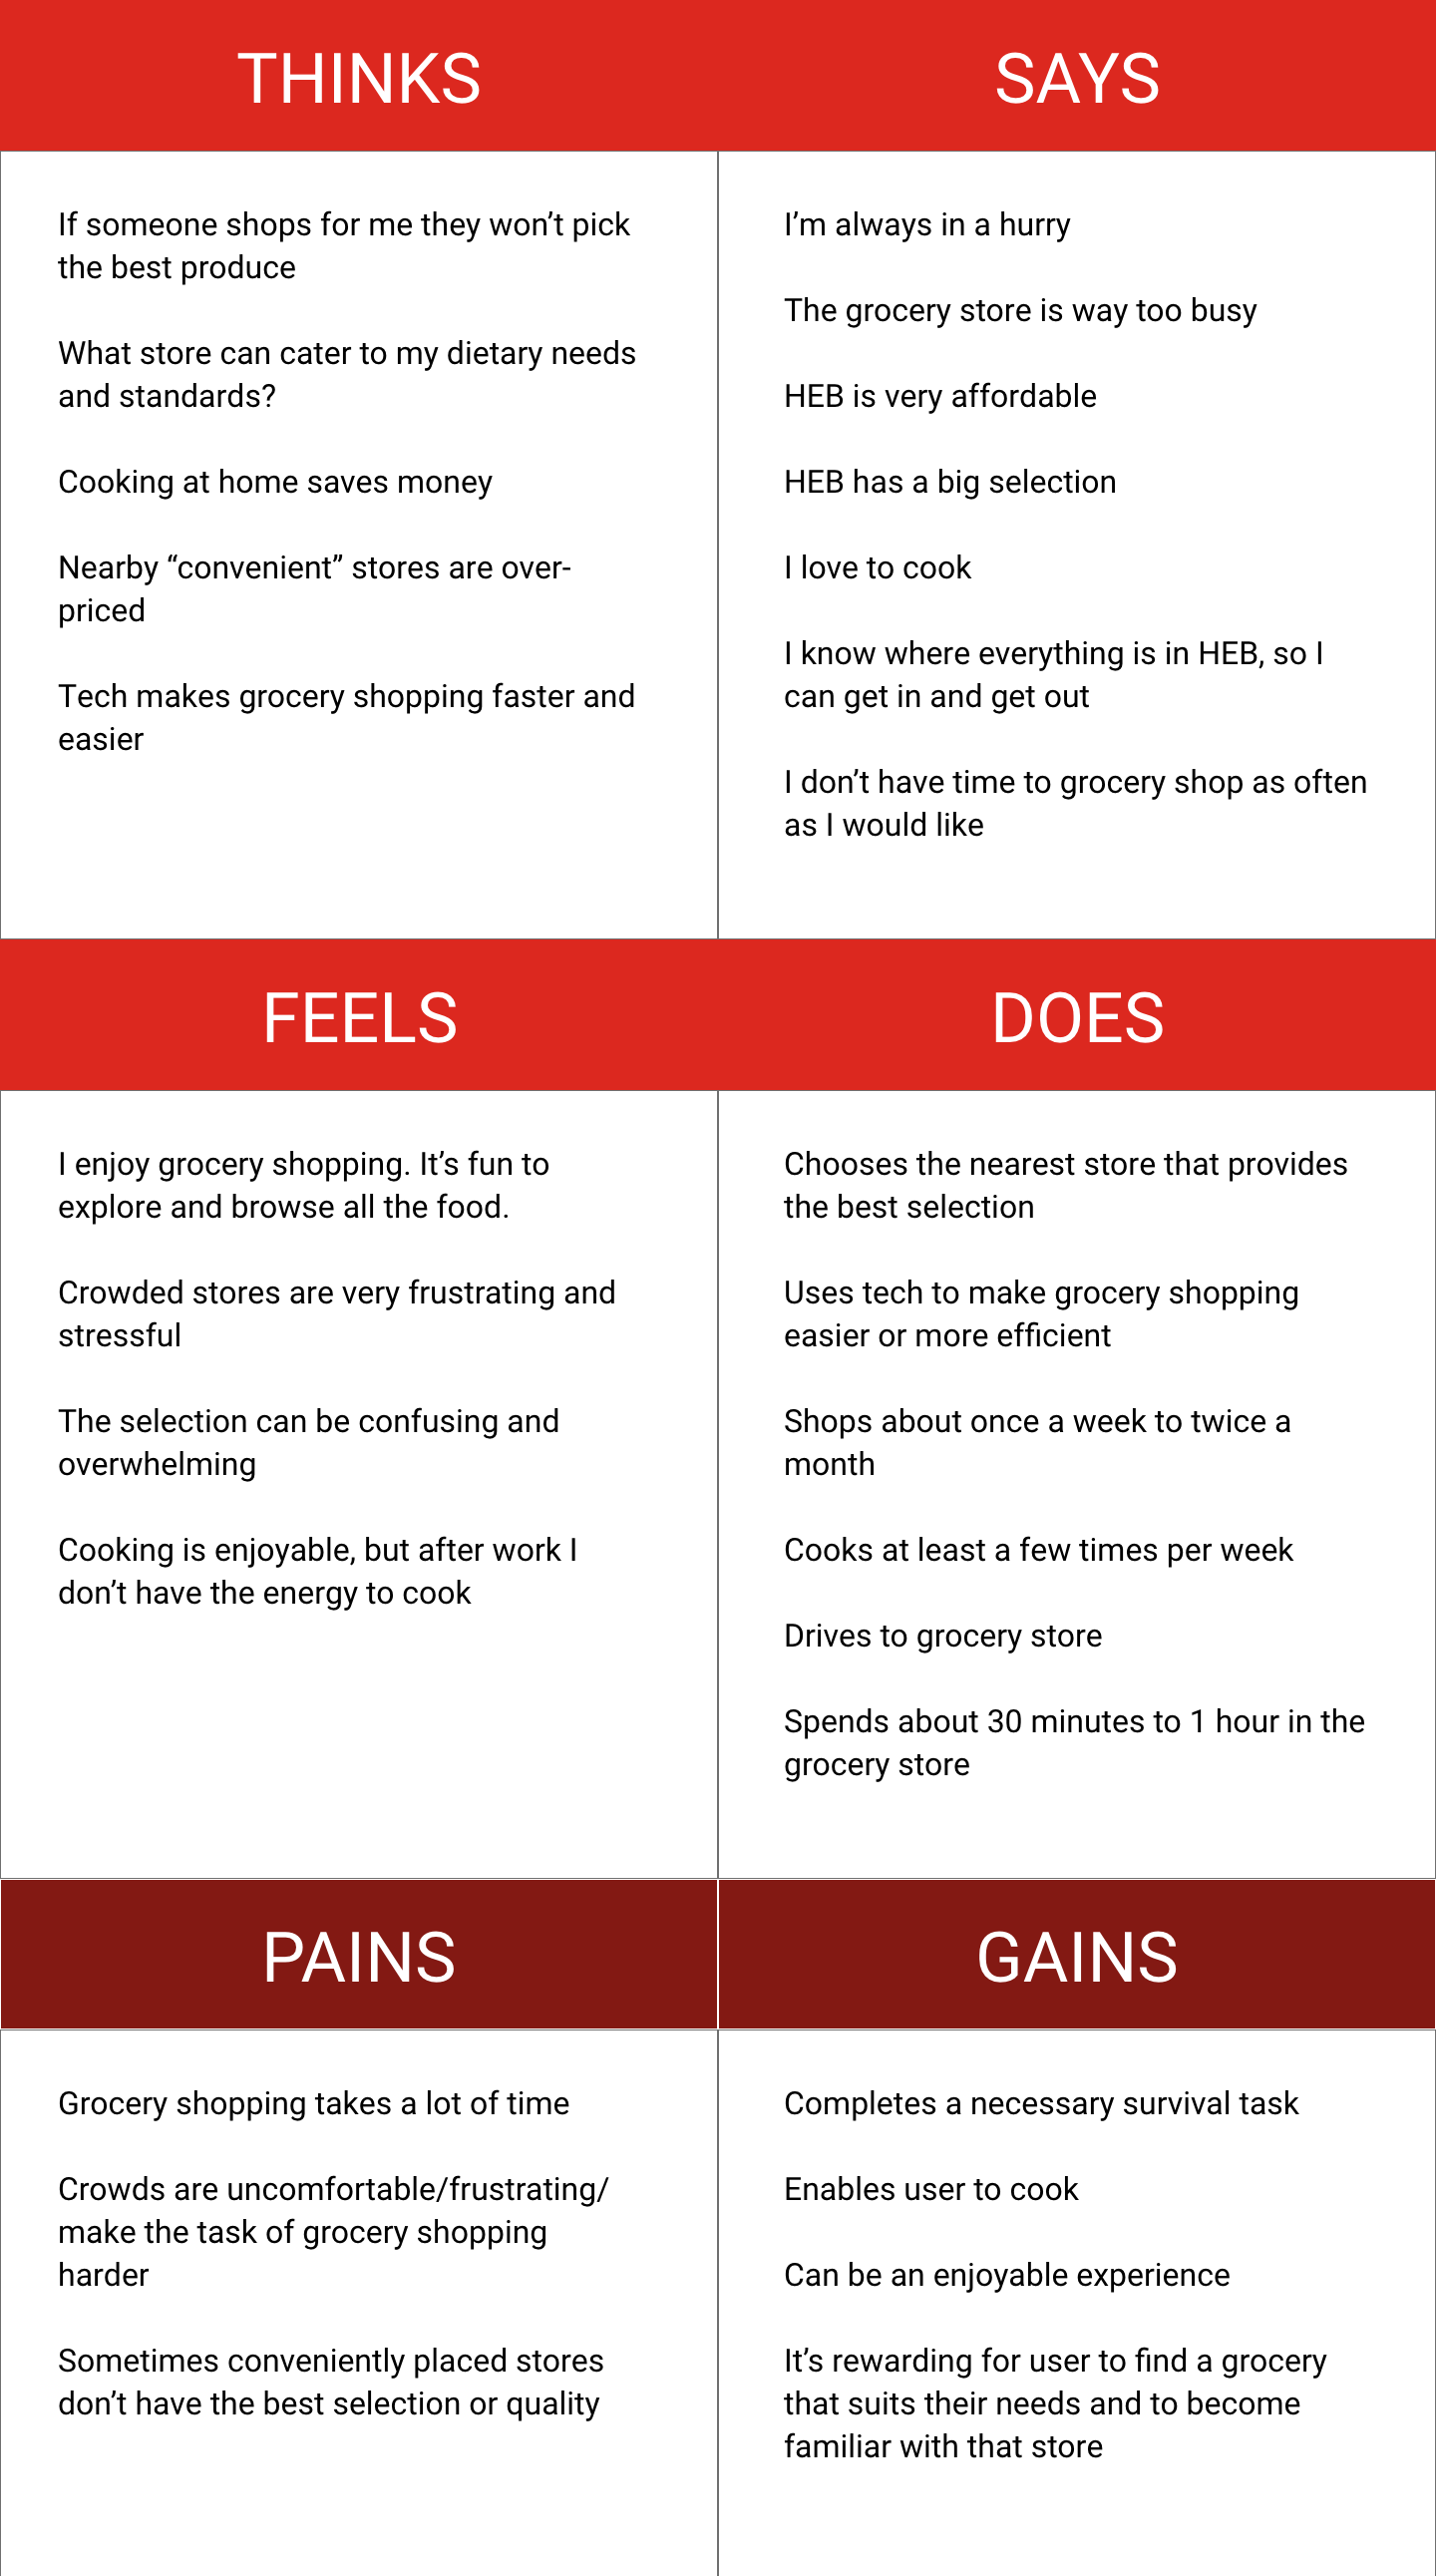 THINKS
SAYS
If someone shops for me they won’t pick
the best produce
What store can cater to my dietary needs
and standards?
Cooking at home saves money
Nearby “convenient” stores are over-
priced
Tech makes grocery shopping faster and
easier
I’m always in a hurry
The grocery store is way too busy
HEB is very affordable
HEB has a big selection
I love to cook
I know where everything is in HEB, so I
can get in and get out
I don’t have time to grocery shop as often
as I would like
FEELS
DOES
I enjoy grocery shopping. It’s fun to
explore and browse all the food.
Crowded stores are very frustrating and
stressful
The selection can be confusing and
overwhelming
Cooking is enjoyable, but after work I
don’t have the energy to cook
Chooses the nearest store that provides
the best selection
Uses tech to make grocery shopping
easier or more efficient
Shops about once a week to twice a
month
Cooks at least a few times per week
Drives to grocery store
Spends about 30 minutes to 1 hour in the
grocery store
PAINS
GAINS
Grocery shopping takes a lot of time
Crowds are uncomfortable/frustrating/
make the task of grocery shopping
harder
Sometimes conveniently placed stores
don’t have the best selection or quality
Completes a necessary survival task
Enables user to cook
Can be an enjoyable experience
It’s rewarding for user to find a grocery
that suits their needs and to become
familiar with that store